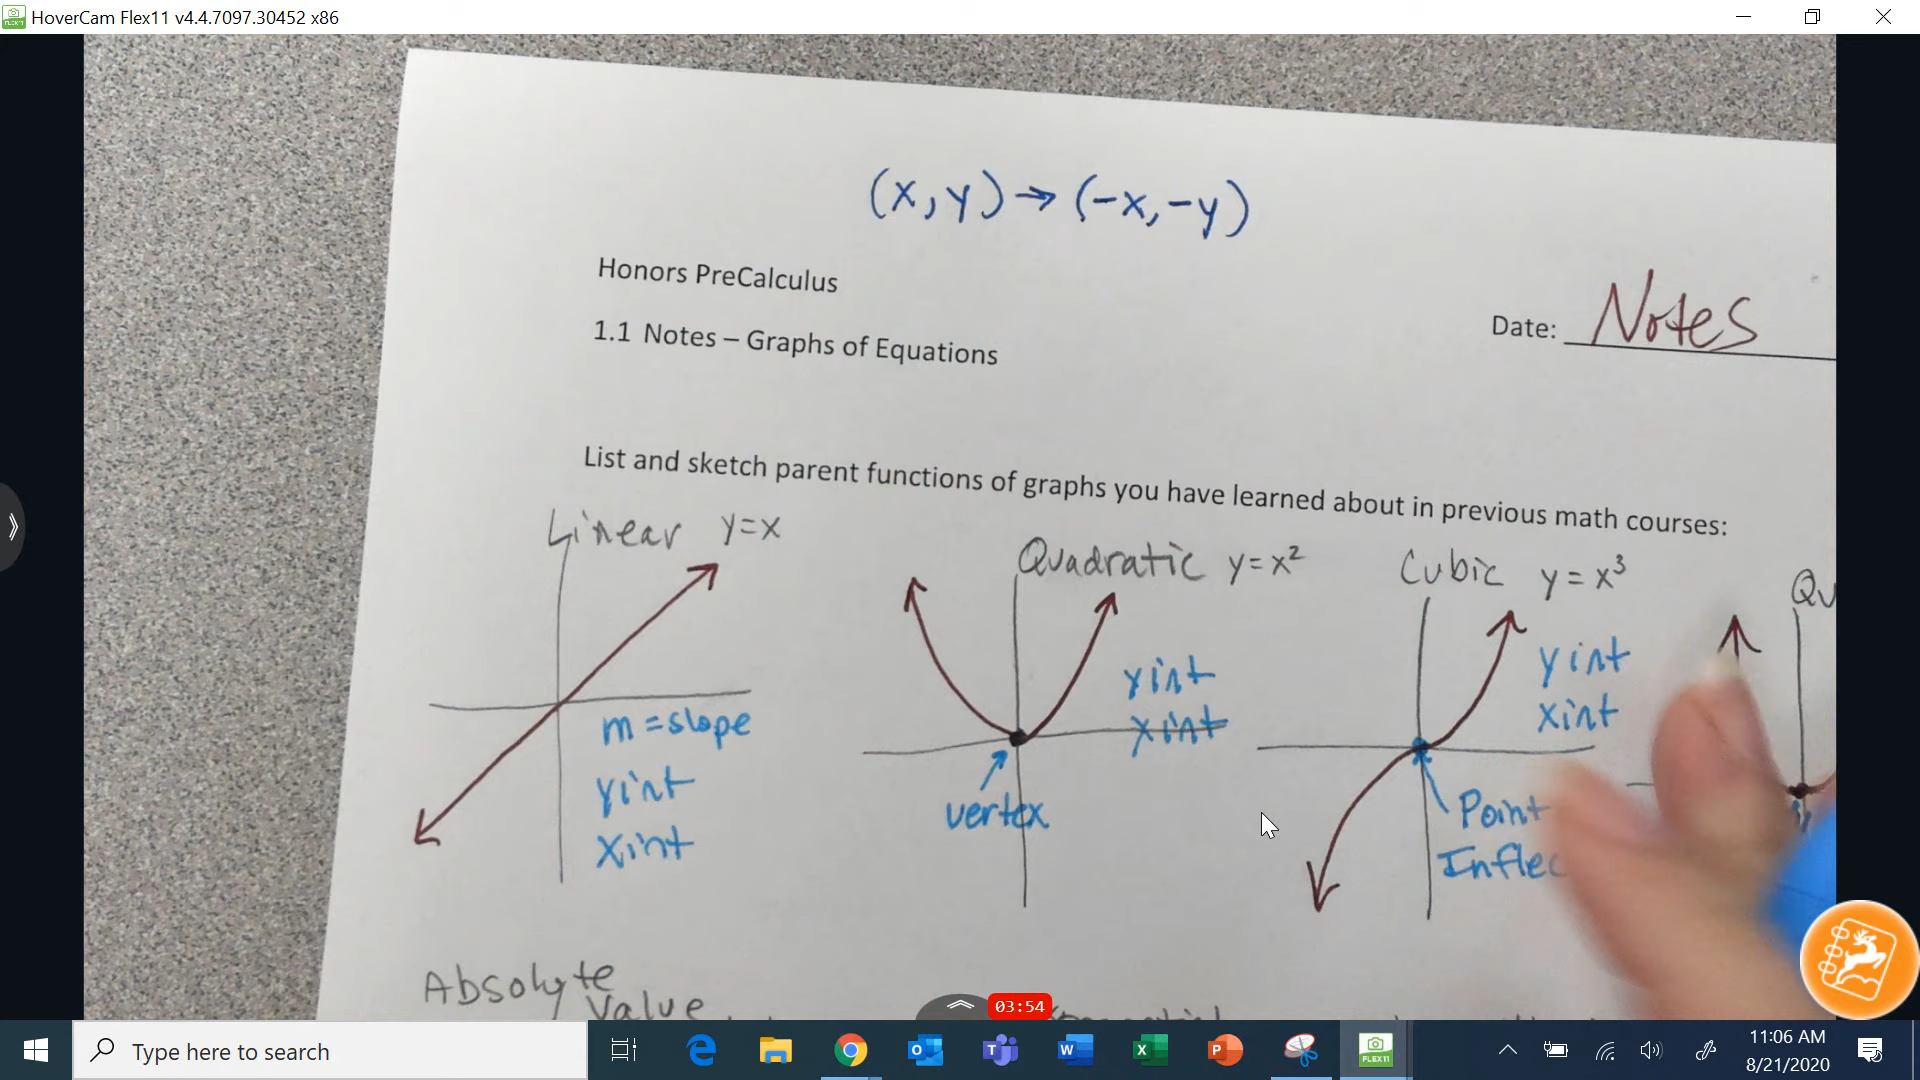 HoverCam Flex11 v4.4.7097.30452 x86
(x,y) → (-x,-y)
Honors PreCalculus
1.1 Notes – Graphs of Equations
Date: Notes
List and sketch parent functions of graphs you have learned about in previous math courses:
Linear y=x
Quadratic y=x²
Cubic y=x³
Qu
m=slope
yint
xint
yint
xint
vertex
yint
xint
Point
Inflec
Absolute
Value
03:54
Type here to search
11:06 AM
8/21/2020
FLEX11